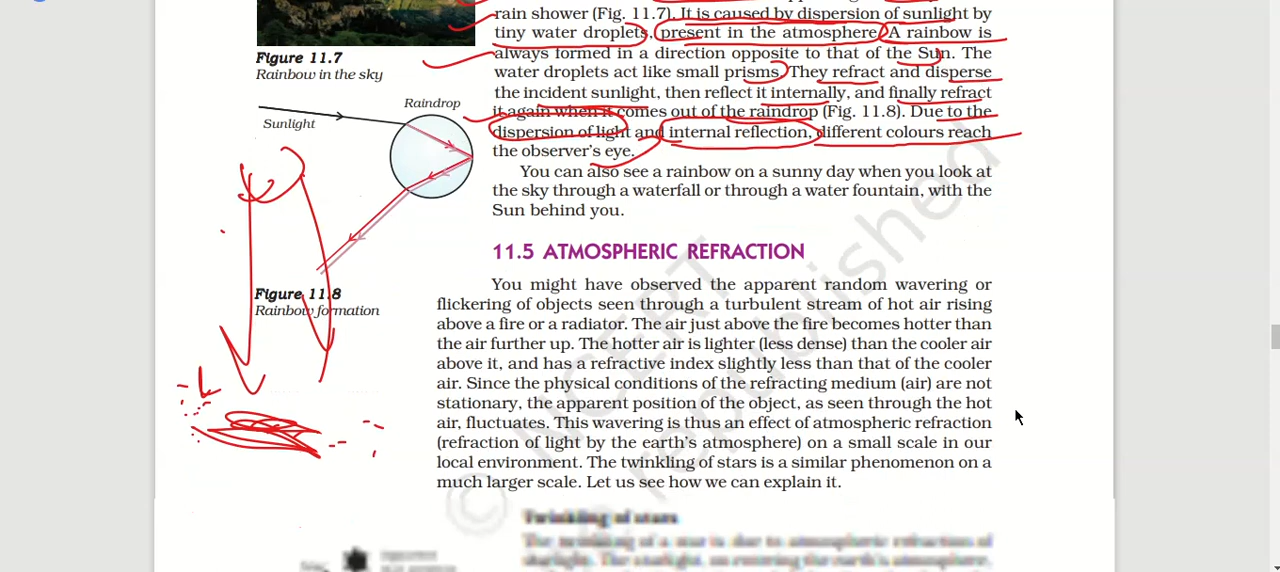 rain shower (Fig. 11.7). It is caused by dispersion of sunlight by
tiny water droplets, present in the atmosphere. A rainbow is
always formed in a direction opposite to that of the Sun. The
water droplets act like small prisms. They refract and disperse
the incident sunlight, then reflect it internally, and finally refract
it again when it comes out of the raindrop (Fig. 11.8). Due to the
dispersion of light and internal reflection, different colours reach
the observer's eye.
You can also see a rainbow on a sunny day when you look at
the sky through a waterfall or through a water fountain, with the
Sun behind you.
Figure 11.7
Rainbow in the sky
Raindrop
Sunlight
Figure 11.8
Rainbow formation
11.5 ATMOSPHERIC REFRACTION
You might have observed the apparent random wavering or
flickering of objects seen through a turbulent stream of hot air rising
above a fire or a radiator. The air just above the fire becomes hotter than
the air further up. The hotter air is lighter (less dense) than the cooler air
above it, and has a refractive index slightly less than that of the cooler
air. Since the physical conditions of the refracting medium (air) are not
stationary, the apparent position of the object, as seen through the hot
air, fluctuates. This wavering is thus an effect of atmospheric refraction
(refraction of light by the earth's atmosphere) on a small scale in our
local environment. The twinkling of stars is a similar phenomenon on a
much larger scale. Let us see how we can explain it.
Twinkling of stars
© NCERT
republished